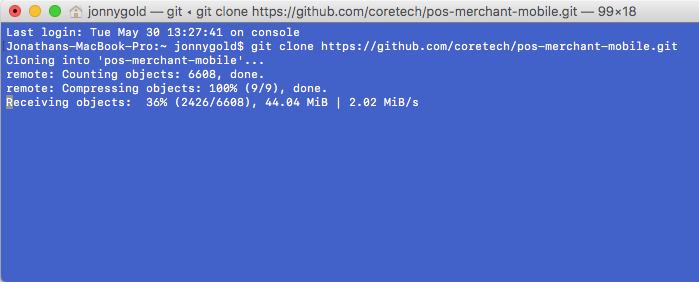 jonnygold — git ◂ git clone https://github.com/coretech/pos-merchant-mobile.git — 99×18
Last login: Tue May 30 13:27:41 on console
Jonathans-MacBook-Pro:~ jonnygold$ git clone https://github.com/coretech/pos-merchant-mobile.git
Cloning into 'pos-merchant-mobile'...
remote: Counting objects: 6608, done.
remote: Compressing objects: 100% (9/9), done.
Receiving objects:  36% (2426/6608), 44.04 MiB | 2.02 MiB/s